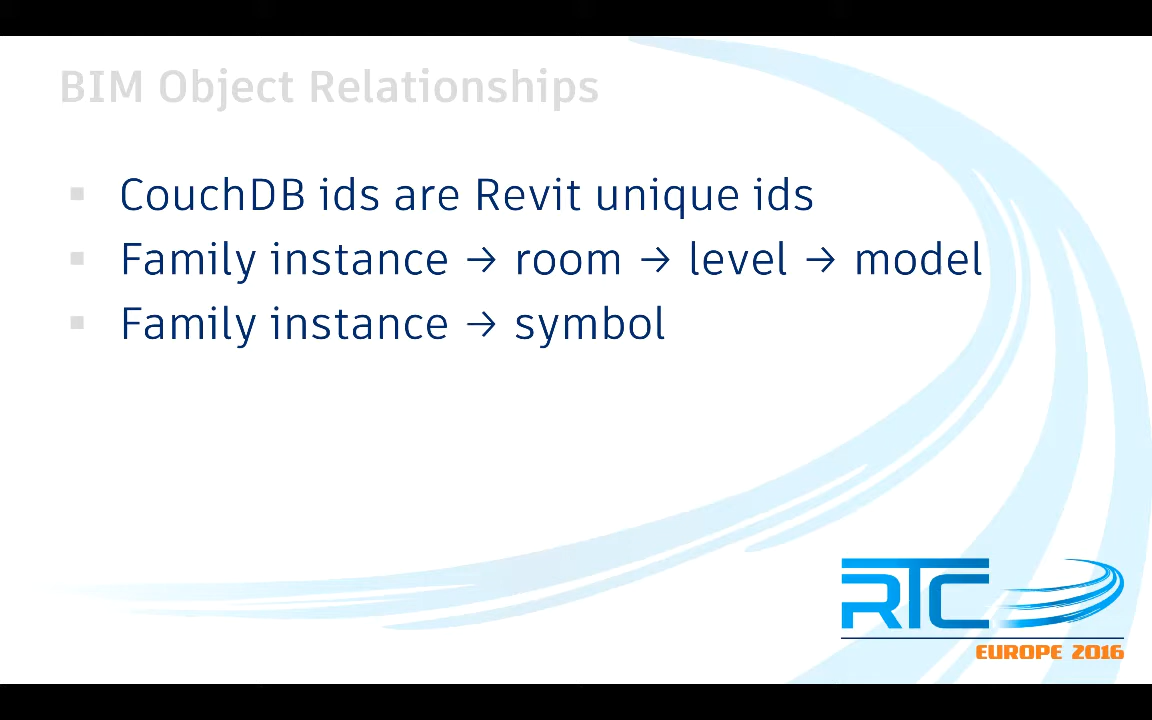 BIM Object Relationships
▪ CouchDB ids are Revit unique ids
▪ Family instance → room → level → model
▪ Family instance → symbol
RTC
EUROPE 2016